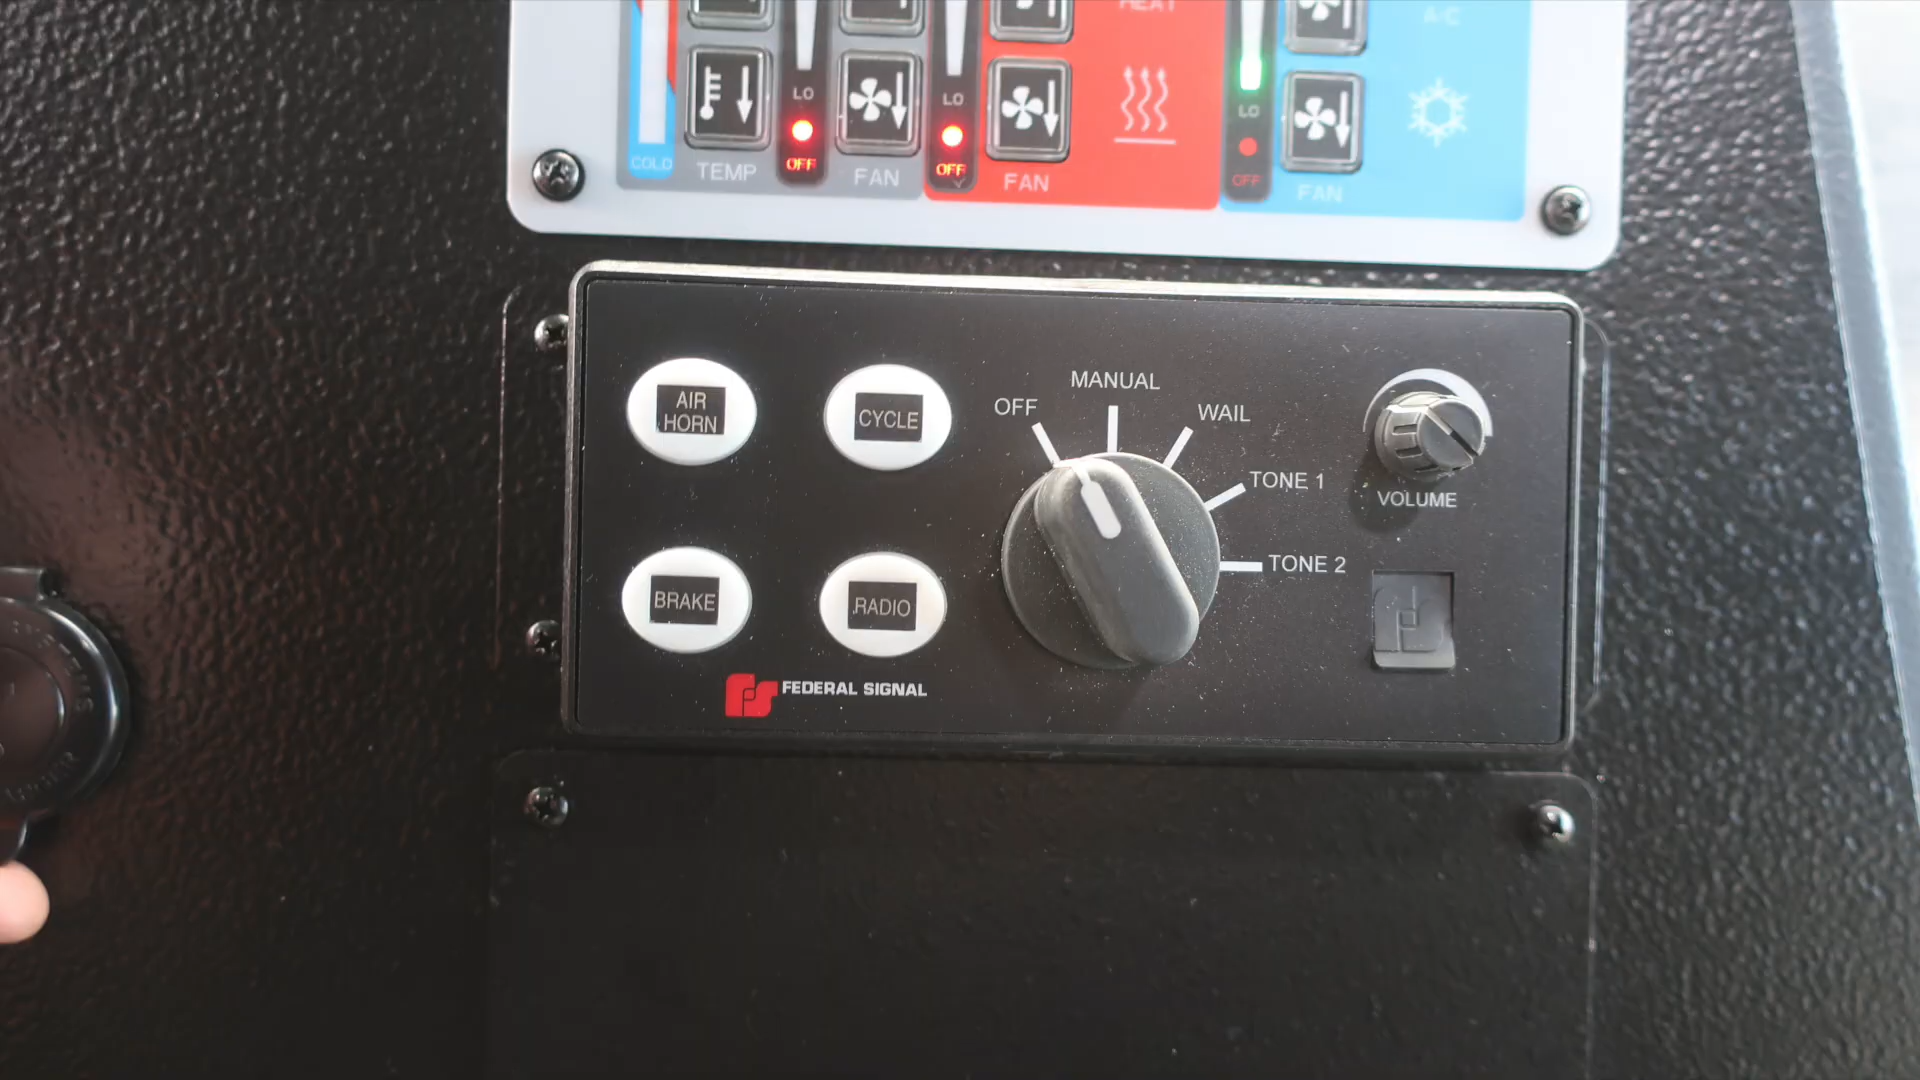 HEAT
A/C
LO
LO
LO
COLD
TEMP
OFF
FAN
OFF
FAN
OFF
FAN
AIR
HORN
CYCLE
OFF
MANUAL
WAIL
TONE 1
TONE 2
VOLUME
BRAKE
RADIO
FEDERAL SIGNAL